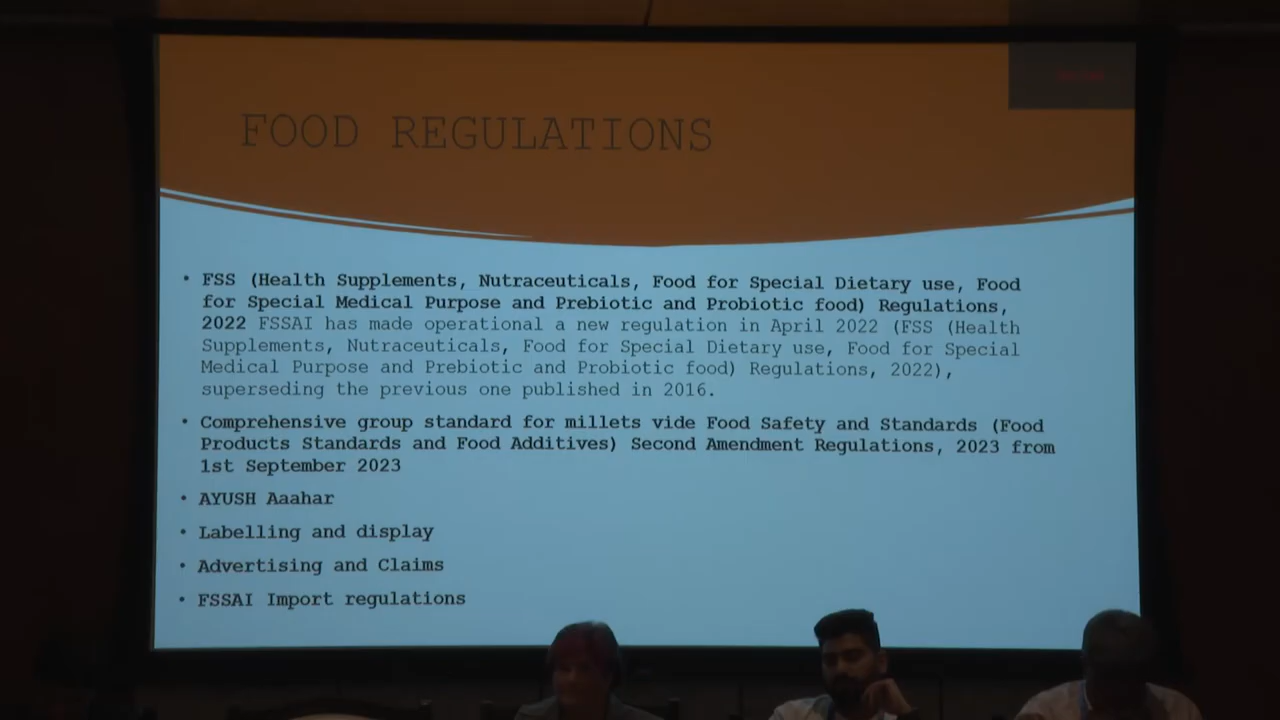 FOOD REGULATIONS
• FSS (Health Supplements, Nutraceuticals, Food for Special Dietary use, Food
for Special Medical Purpose and Prebiotic and Probiotic food) Regulations,
2022 FSSAI has made operational a new regulation in April 2022 (FSS (Health
Supplements, Nutraceuticals, Food for Special Dietary use, Food for Special
Medical Purpose and Prebiotic and Probiotic food) Regulations, 2022),
superseding the previous one published in 2016.
• Comprehensive group standard for millets vide Food Safety and Standards (Food
Products Standards and Food Additives) Second Amendment Regulations, 2023 from
1st September 2023
• AYUSH Aaahar
• Labelling and display
• Advertising and Claims
• FSSAI Import regulations